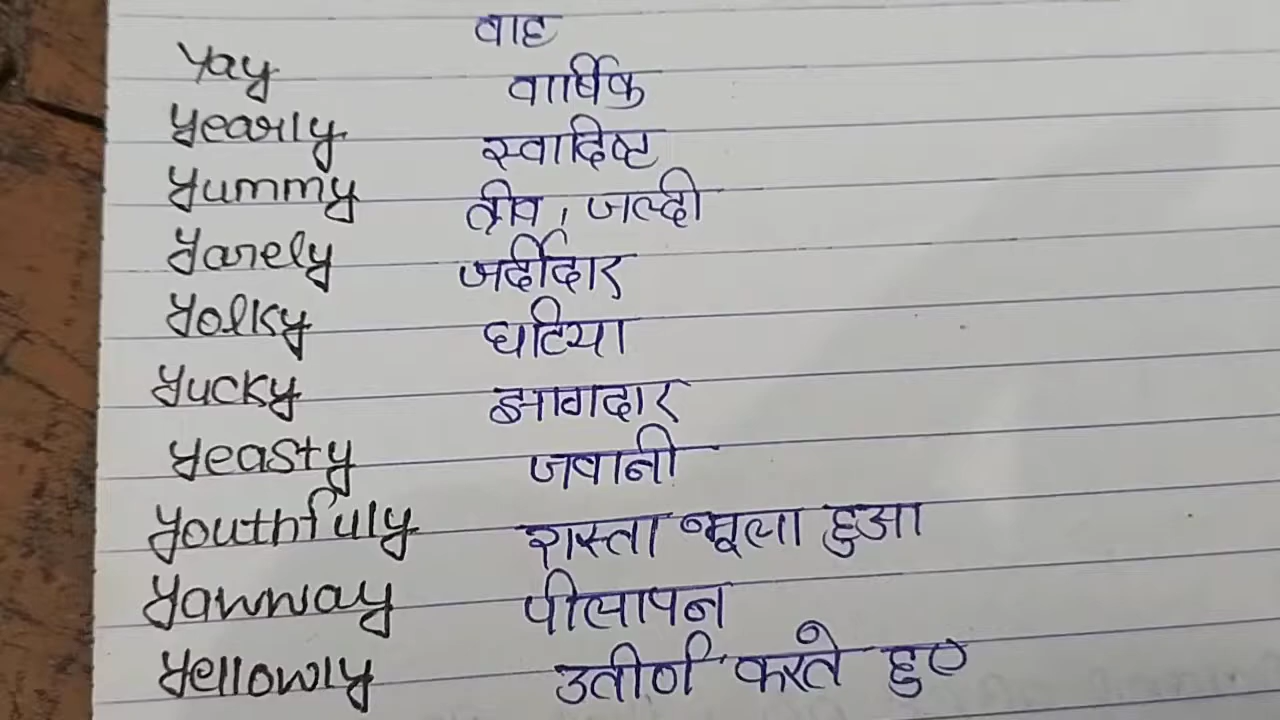 Yay वाह
Yearly वार्षिक
Yummy स्वादिष्ट
Yarely त्रीव , जल्दी
Yolky जर्दीदार
Yucky घटिया
Yeasty झागदार
Youthfuly जवानी
Yawway रास्ता भूला हुआ
Yellowly पीलापन
उतीर्ण करते हुए